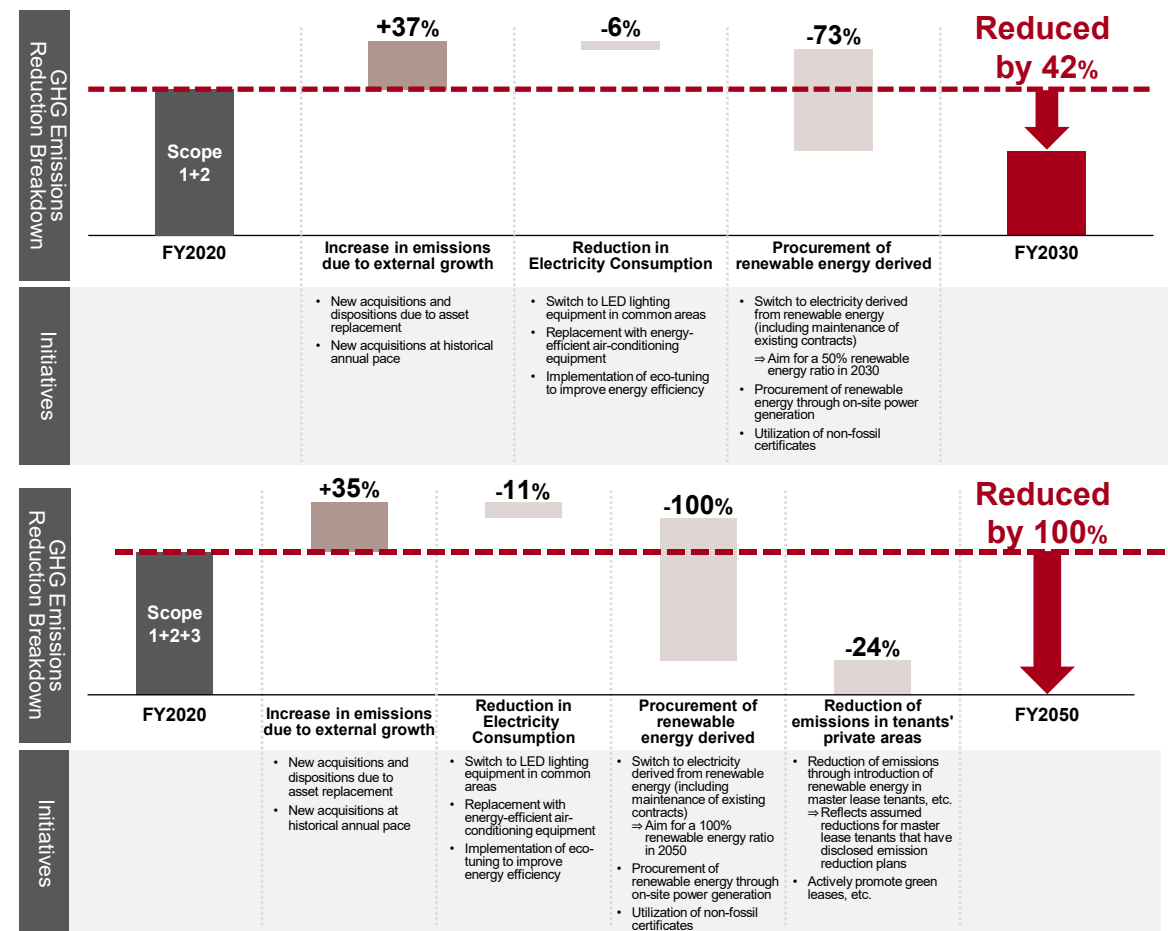 GHG Emissions
Reduction Breakdown
+37%
-6%
-73%
Reduced
by 42%
Scope
1+2
FY2020
Increase in emissions
due to external growth
Reduction in
Electricity Consumption
Procurement of
renewable energy derived
FY2030
Initiatives
• New acquisitions and
dispositions due to asset
replacement
• New acquisitions at historical
annual pace
• Switch to LED lighting
equipment in common areas
• Replacement with energy-
efficient air-conditioning
equipment
• Implementation of eco-tuning
to improve energy efficiency
• Switch to electricity derived
from renewable energy
(including maintenance of
existing contracts)
⇒ Aim for a 50% renewable
energy ratio in 2030
• Procurement of renewable
energy through on-site power
generation
• Utilization of non-fossil
certificates
GHG Emissions
Reduction Breakdown
+35%
-11%
-100%
-24%
Reduced
by 100%
Scope
1+2+3
FY2020
Increase in emissions
due to external growth
Reduction in
Electricity
Consumption
Procurement of
renewable
energy derived
Reduction of
emissions in tenants'
private areas
FY2050
Initiatives
• New acquisitions and
dispositions due to
asset replacement
• New acquisitions at
historical annual pace
• Switch to LED lighting
equipment in common
areas
• Replacement with
energy-efficient air-
conditioning equipment
• Implementation of eco-
tuning to improve
energy efficiency
• Switch to electricity
derived from renewable
energy (including
maintenance of existing
contracts)
⇒ Aim for a 100%
renewable energy ratio
in 2050
• Procurement of
renewable energy through
on-site power generation
• Utilization of non-fossil
certificates
• Reduction of emissions
through introduction of
renewable energy in
master lease tenants, etc.
⇒ Reflects assumed
reductions for master
lease tenants that have
disclosed emission
reduction plans
• Actively promote green
leases, etc.